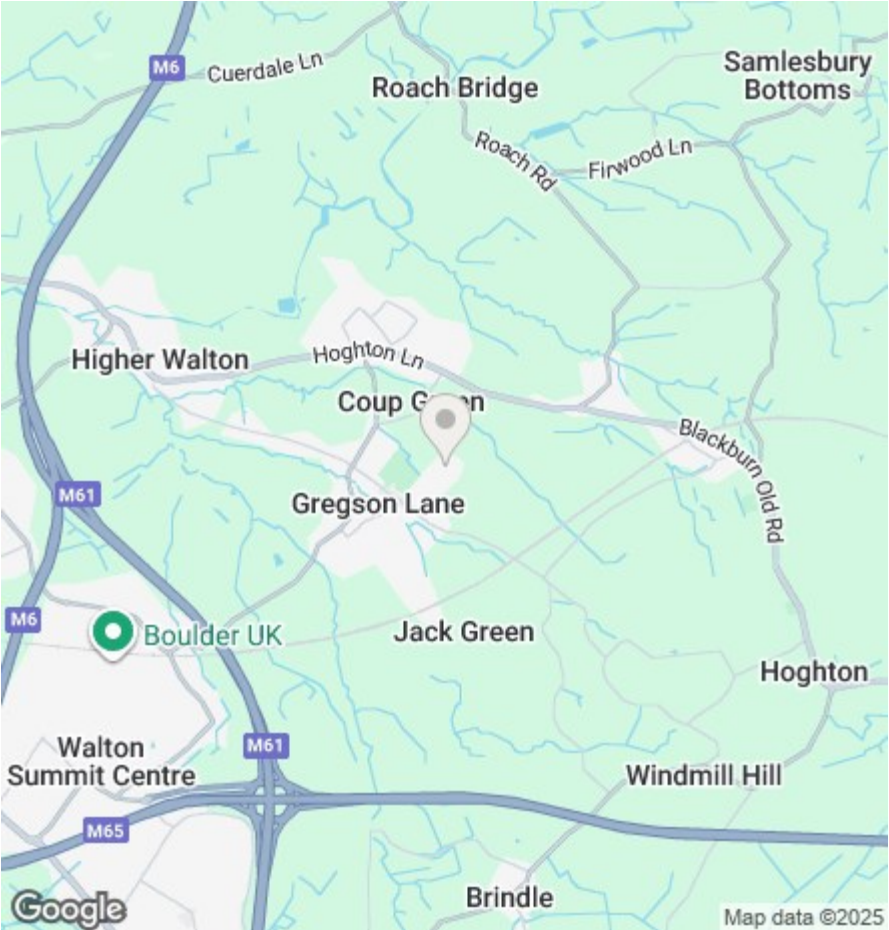 M6
Cuerdale Ln
Roach Bridge
Samlesbury
Bottoms
Roach Rd
Firwood Ln
Higher Walton
Hoghton Ln
Coup
Blackburn Old Rd
M61
Gregson Lane
M6
Boulder UK
Jack Green
Hoghton
M61
Walton
Summit Centre
Windmill Hill
M65
Brindle
Google
Map data ©2025